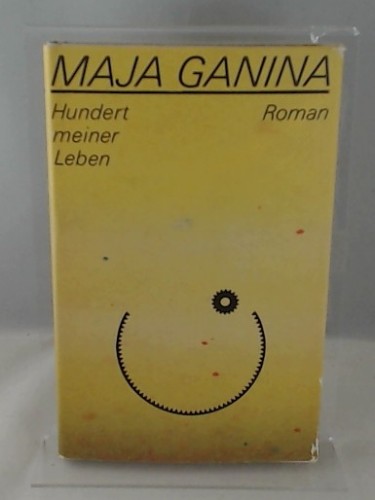 MAJA GANINA
Hundert Roman
meiner
Leben